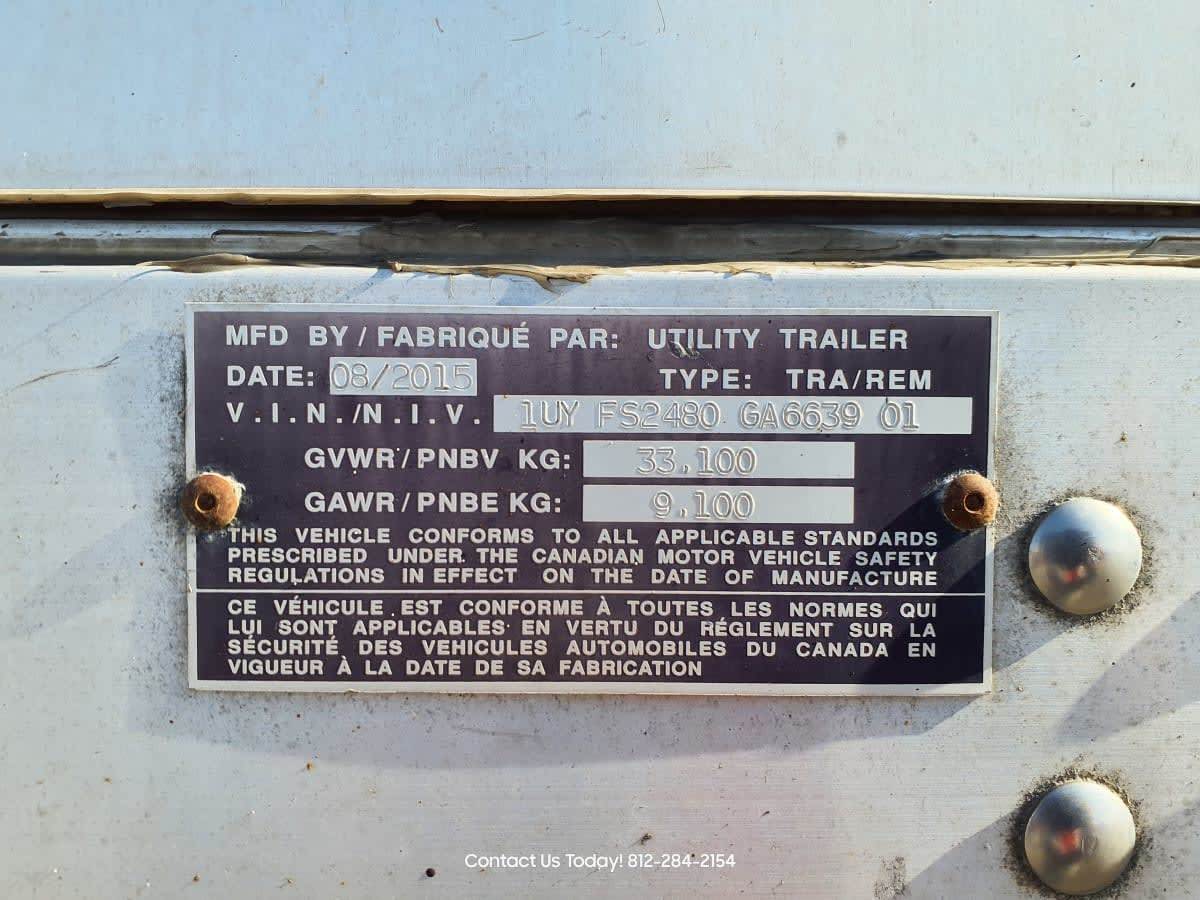 MFD BY / FABRIQUÉ PAR: UTILITY TRAILER
DATE: 08/2015 TYPE: TRA/REM
V.I.N./N.I.V. 1UY FS2480 GA6639 01
GVWR/PNBV KG: 33,100
GAWR/PNBE KG: 9,100
THIS VEHICLE CONFORMS TO ALL APPLICABLE STANDARDS
PRESCRIBED UNDER THE CANADIAN MOTOR VEHICLE SAFETY
REGULATIONS IN EFFECT ON THE DATE OF MANUFACTURE
CE VÉHICULE EST CONFORME À TOUTES LES NORMES QUI
LUI SONT APPLICABLES EN VERTU DU RÉGLEMENT SUR LA
SÉCURITÉ DES VEHICULES AUTOMOBILES DU CANADA EN
VIGUEUR À LA DATE DE SA FABRICATION
Contact Us Today! 812-284-2154